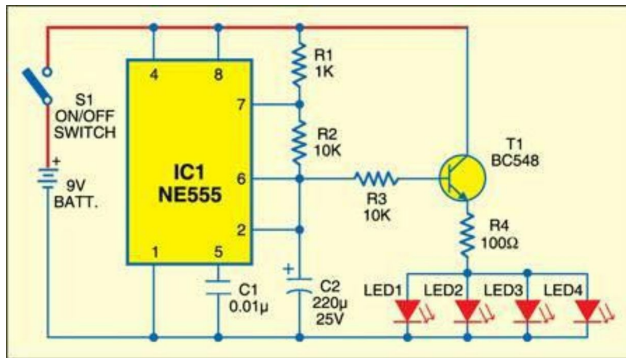 S1
ON/OFF
SWITCH
+
9V
BATT.
4
8
7
6
2
1
5
IC1
NE555
R1
1K
R2
10K
R3
10K
T1
BC548
R4
100Ω
C1
0.01µ
+
C2
220µ
25V
LED1
LED2
LED3
LED4